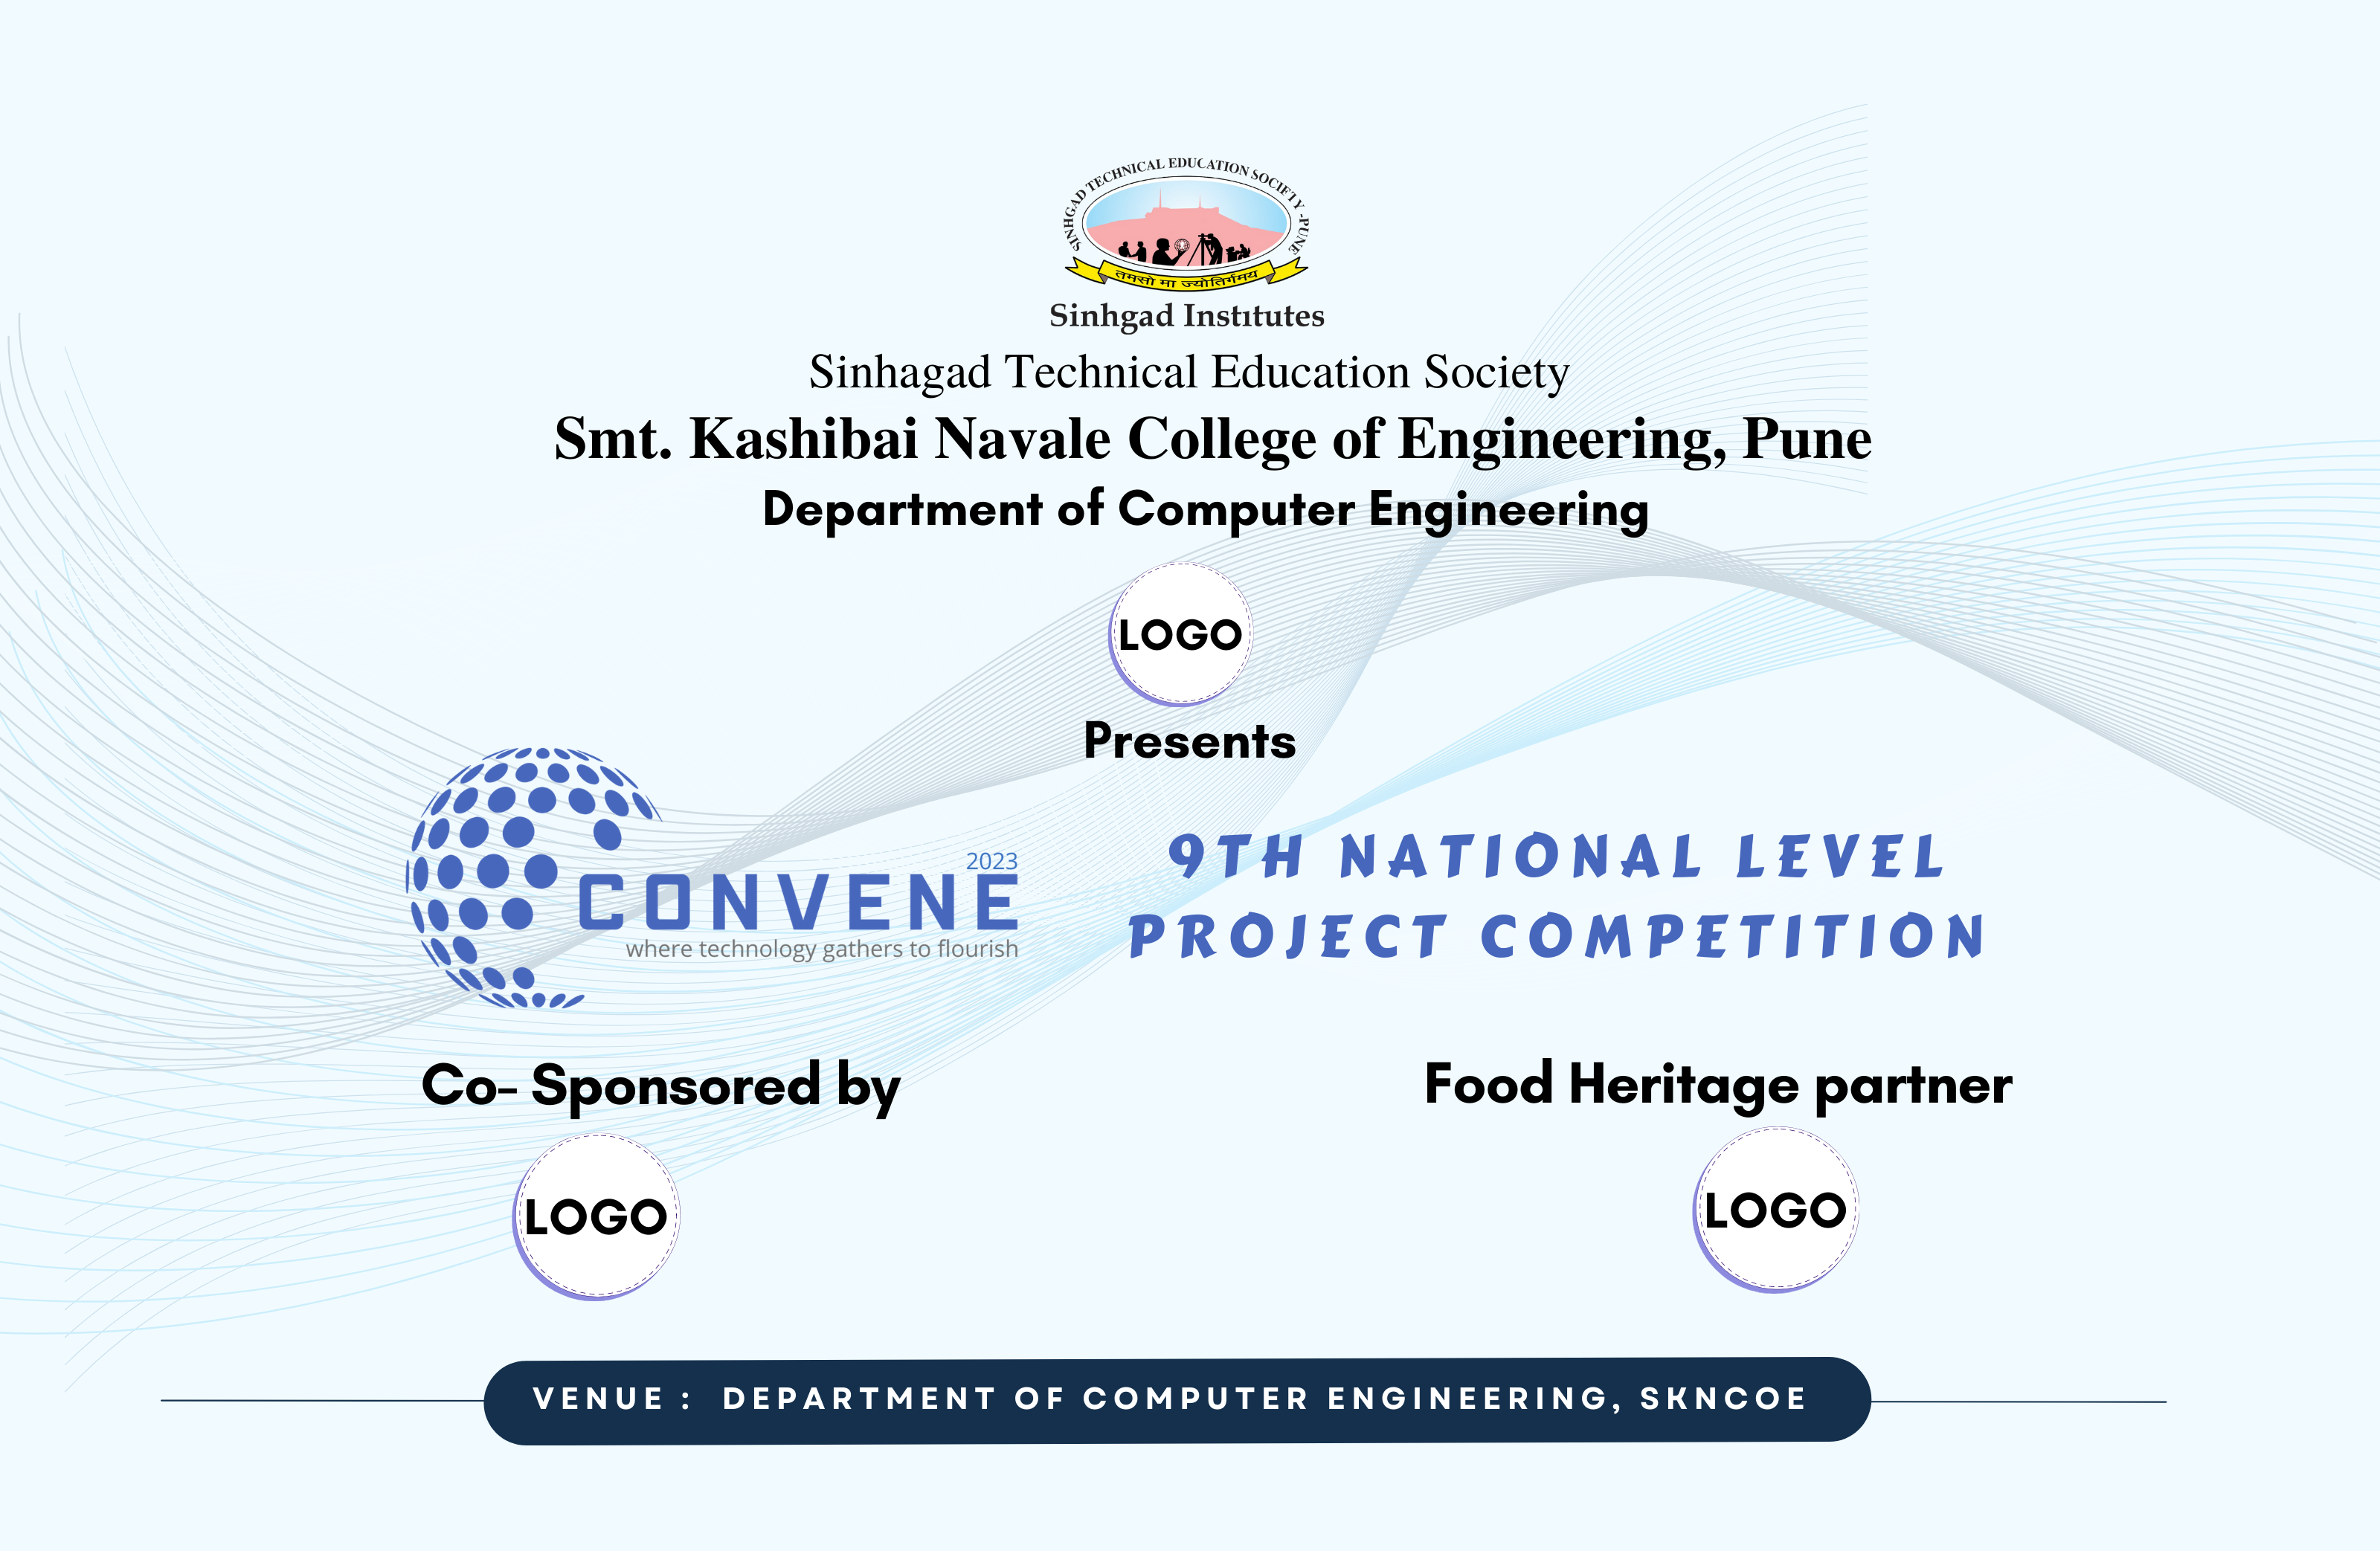 SINHGAD TECHNICAL EDUCATION SOCIETY -PUNE
तमसो मा ज्योतिर्गमय
Sinhgad Institutes
Sinhagad Technical Education Society
Smt. Kashibai Navale College of Engineering, Pune
Department of Computer Engineering
LOGO
Presents
2023
CONVENE
where technology gathers to flourish
9TH NATIONAL LEVEL
PROJECT COMPETITION
Co- Sponsored by
LOGO
Food Heritage partner
LOGO
VENUE : DEPARTMENT OF COMPUTER ENGINEERING, SKNCOE